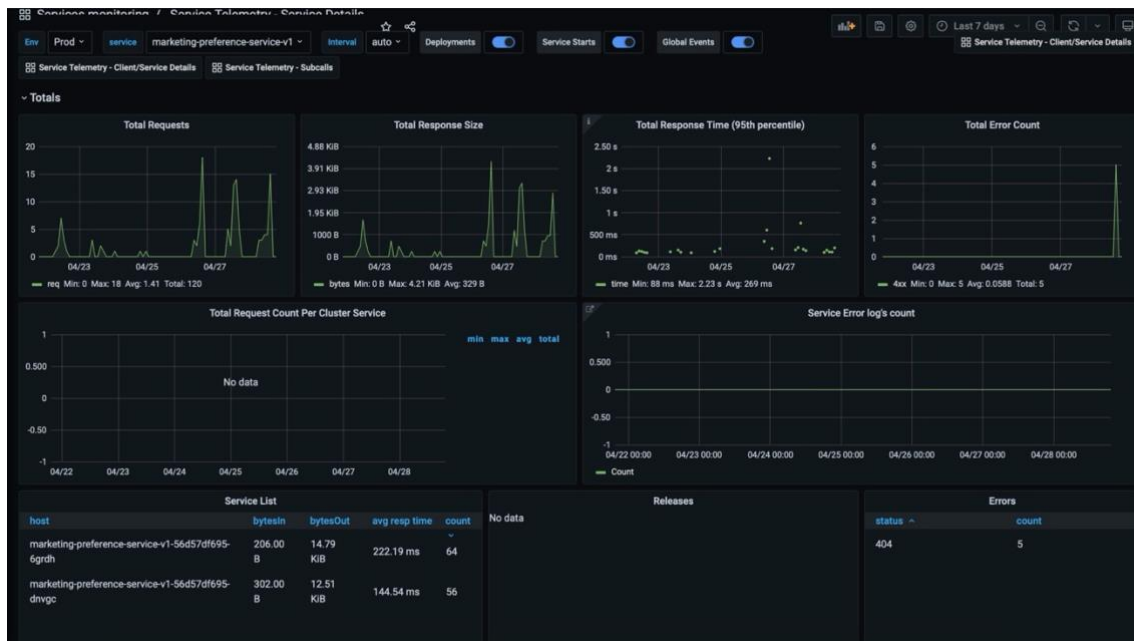 Services monitoring / Service Telemetry - Service Details
Last 7 days
Env Prod service marketing-preference-service-v1 Interval auto Deployments Service Starts Global Events
Service Telemetry - Client/Service Details
Service Telemetry - Client/Service Details Service Telemetry - Subcalls
Totals
Total Requests
20
15
10
5
0
04/23 04/25 04/27
req Min: 0 Max: 18 Avg: 1.41 Total: 120
Total Response Size
4.88 KiB
3.91 KiB
2.93 KiB
1.95 KiB
1000 B
0 B
04/23 04/25 04/27
bytes Min: 0 B Max: 4.21 KiB Avg: 329 B
Total Response Time (95th percentile)
2.50 s
2 s
1.50 s
1 s
500 ms
0 ms
04/23 04/25 04/27
time Min: 88 ms Max: 2.23 s Avg: 269 ms
Total Error Count
6
5
4
3
2
1
0
04/23 04/25 04/27
4xx Min: 0 Max: 5 Avg: 0.0588 Total: 5
Total Request Count Per Cluster Service
min max avg total
1
0.500
0
-0.50
-1
No data
04/22 04/23 04/24 04/25 04/26 04/27 04/28
Service Error log's count
1
0.500
0
-0.50
-1
04/22 00:00 04/23 00:00 04/24 00:00 04/25 00:00 04/26 00:00 04/27 00:00 04/28 00:00
Count
Service List
host bytesIn bytesOut avg resp time count
marketing-preference-service-v1-56d57df695-
6grdh
206.00
B
14.79
KiB
222.19 ms
64
marketing-preference-service-v1-56d57df695-
dnvgc
302.00
B
12.51
KiB
144.54 ms
56
Releases
No data
Errors
status count
404 5